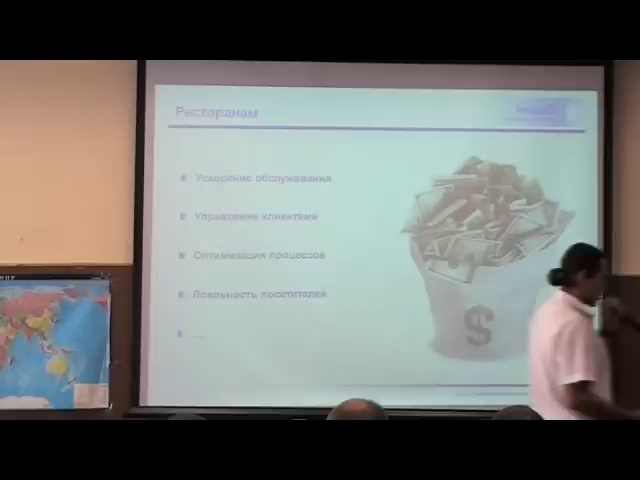 Ресторанам
Ускорение обслуживания
Управление клиентами
Оптимизация процессов
Лояльность посетителей
...
$